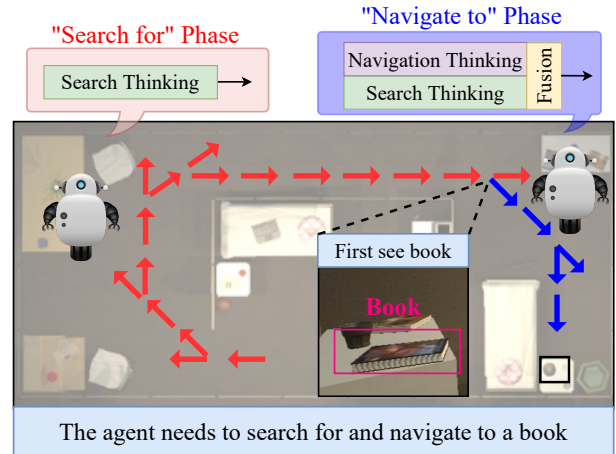 "Search for" Phase
"Navigate to" Phase
Search Thinking
Navigation Thinking
Search Thinking
Fusion
First see book
Book
The agent needs to search for and navigate to a book